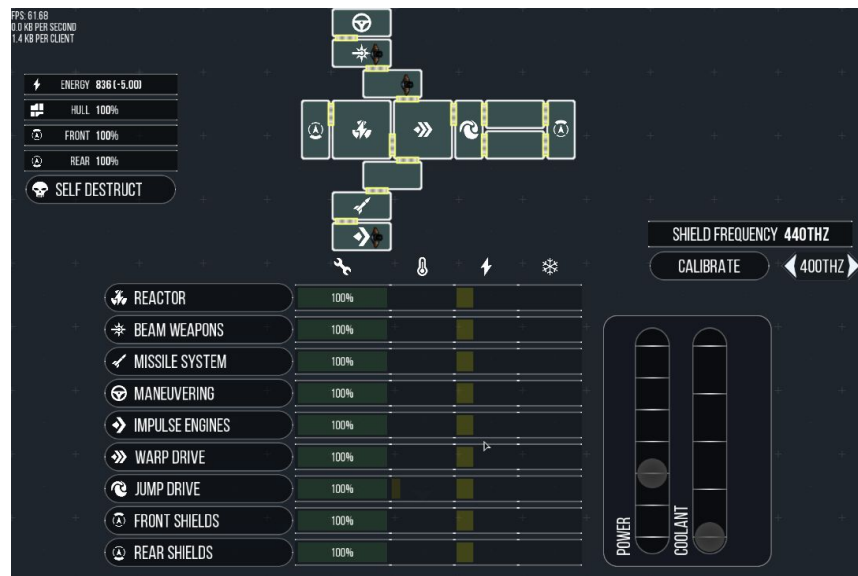 FPS: 61.68
0.0 KB PER SECOND
1.4 KB PER CLIENT
ENERGY 836 (-5.00)
HULL 100%
FRONT 100%
REAR 100%
SELF DESTRUCT
SHIELD FREQUENCY 440THZ
CALIBRATE 400THZ
REACTOR 100%
BEAM WEAPONS 100%
MISSILE SYSTEM 100%
MANEUVERING 100%
IMPULSE ENGINES 100%
WARP DRIVE 100%
JUMP DRIVE 100%
FRONT SHIELDS 100%
REAR SHIELDS 100%
POWER
COOLANT